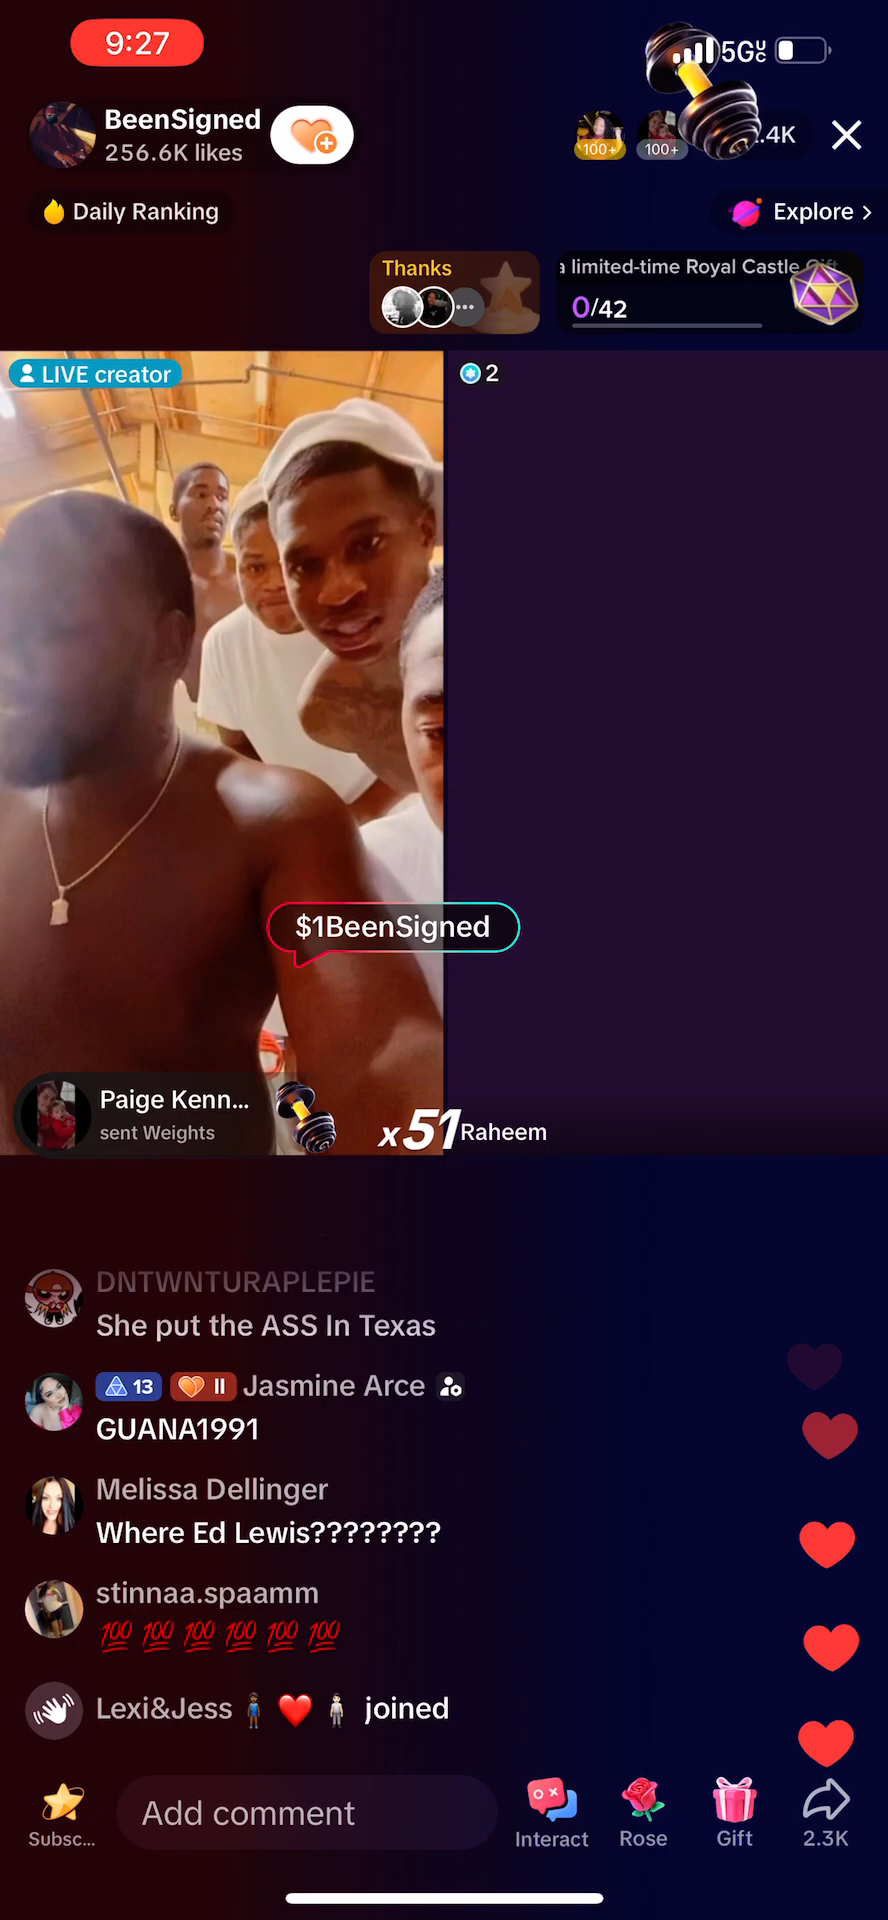 9:27
5G UC
BeenSigned
256.6K likes
100+
100+
.4K
Daily Ranking
Explore >
Thanks
a limited-time Royal Castle Gift
0/42
LIVE creator
2
$1BeenSigned
Paige Kenn...
sent Weights
x51
Raheem
DNTWNTURAPLEPIE
She put the ASS In Texas
13 II Jasmine Arce
GUANA1991
Melissa Dellinger
Where Ed Lewis????????
stinnaa.spaamm
💯 💯 💯 💯 💯 💯
Lexi&Jess🧍🏾‍♂️❤️🧍🏻 joined
Subsc...
Add comment
Interact
Rose
Gift
2.3K